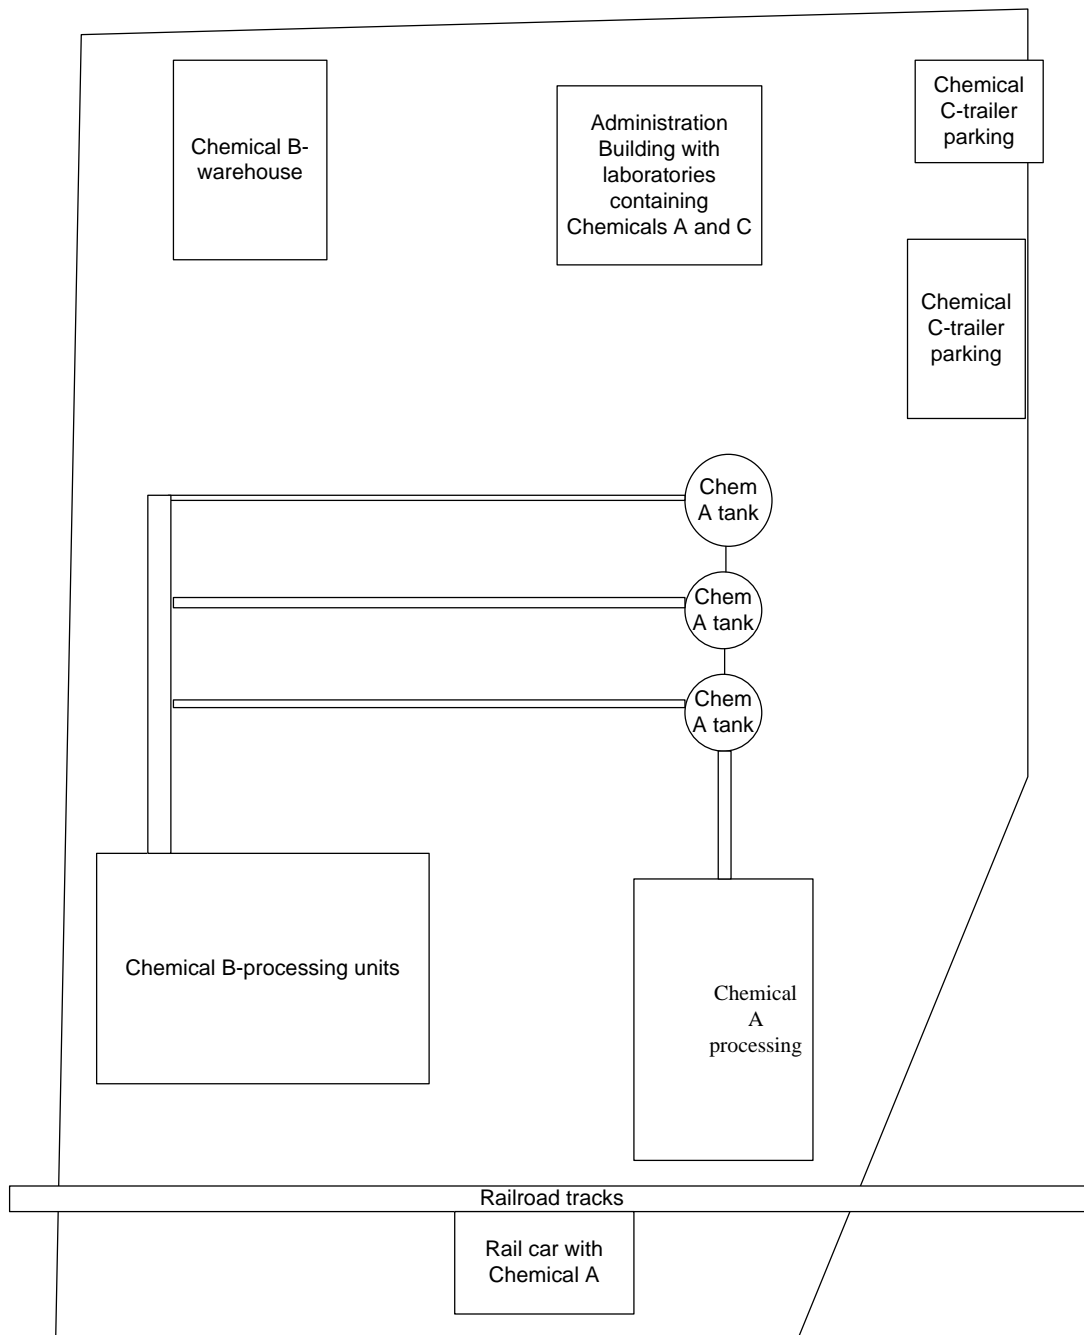 Chemical B-
warehouse
Administration
Building with
laboratories
containing
Chemicals A and C
Chemical
C-trailer
parking
Chemical
C-trailer
parking
Chem
A tank
Chem
A tank
Chem
A tank
Chemical B-processing units
Chemical
A
processing
Railroad tracks
Rail car with
Chemical A